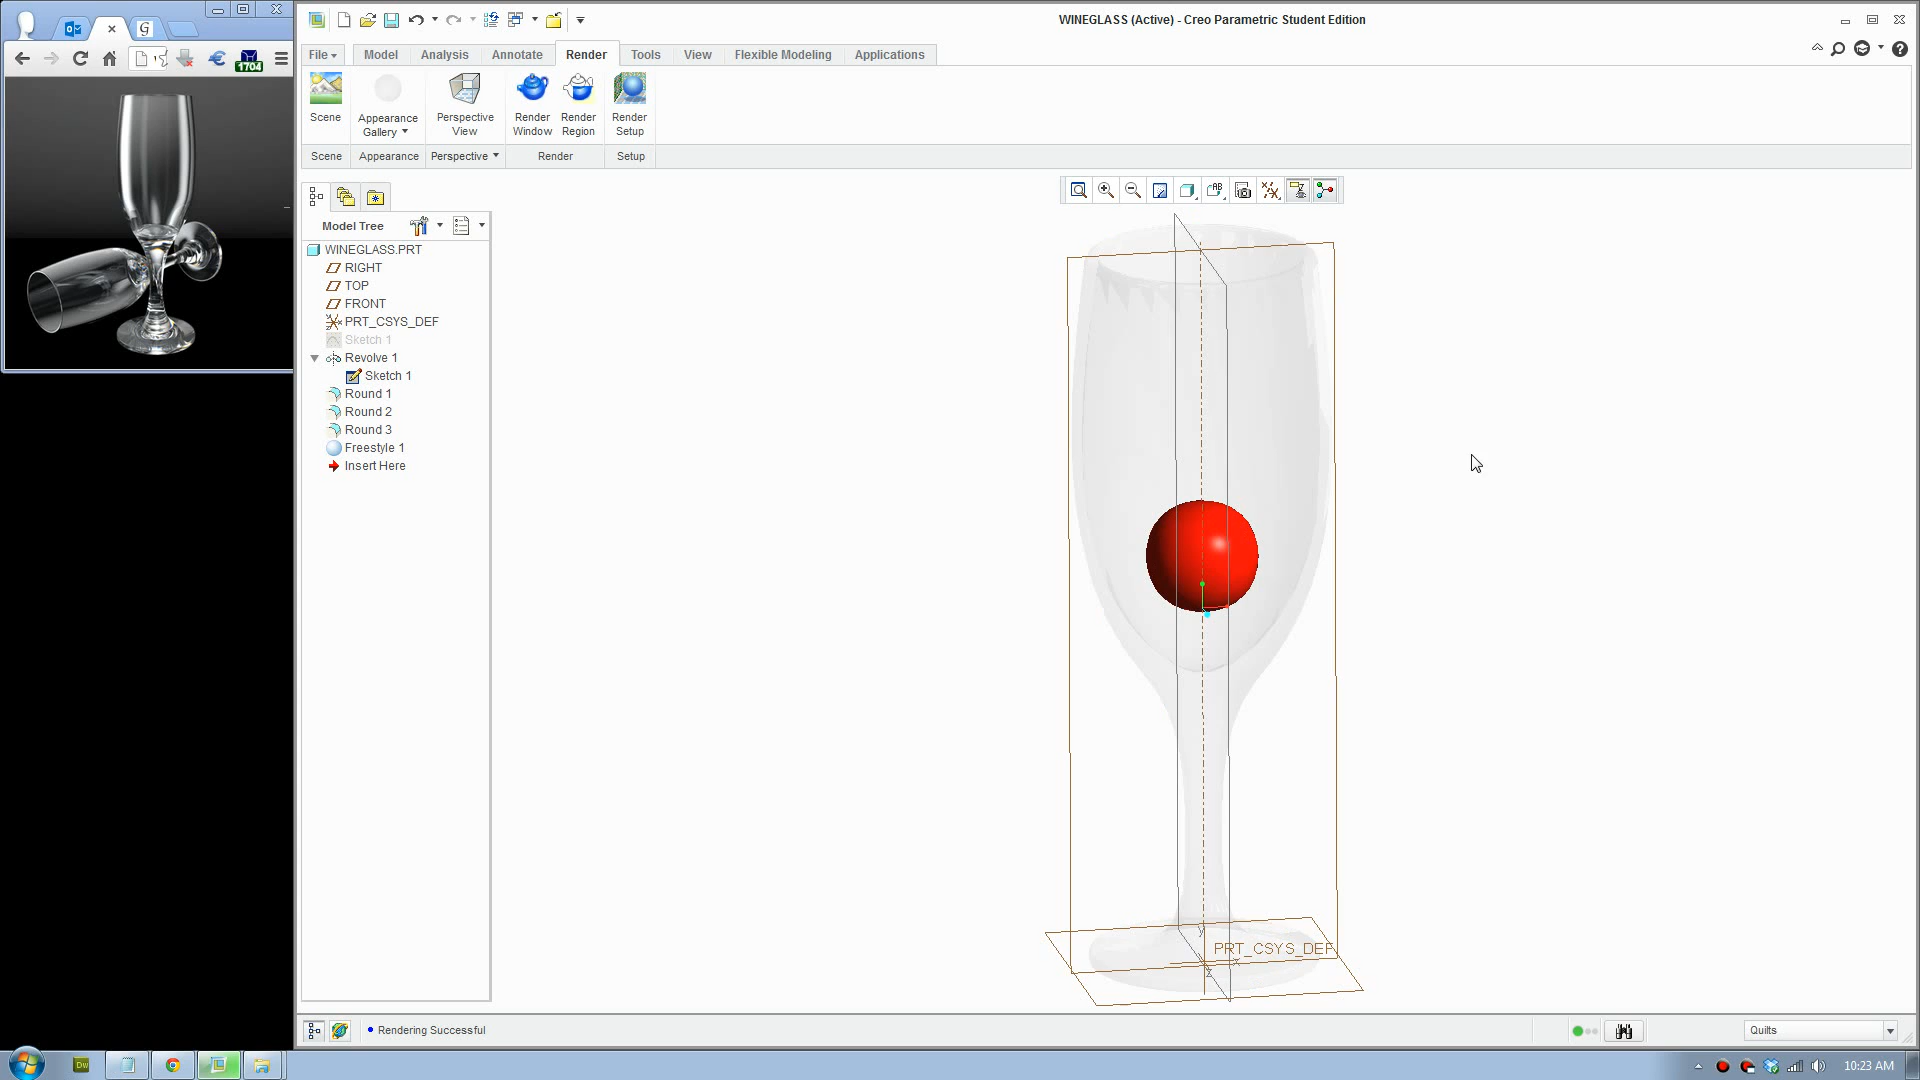 WINEGLASS (Active) - Creo Parametric Student Edition
G
1704
File Model Analysis Annotate Render Tools View Flexible Modeling Applications
Scene
Appearance Gallery
Perspective View
Render Window
Render Region
Render Setup
Scene Appearance Perspective Render Setup
Model Tree
WINEGLASS.PRT
RIGHT
TOP
FRONT
PRT_CSYS_DEF
Sketch 1
Revolve 1
Sketch 1
Round 1
Round 2
Round 3
Freestyle 1
Insert Here
AB
Y
PRT_CSYS_DEF
X
Z
Rendering Successful
Quilts
Dw
10:23 AM